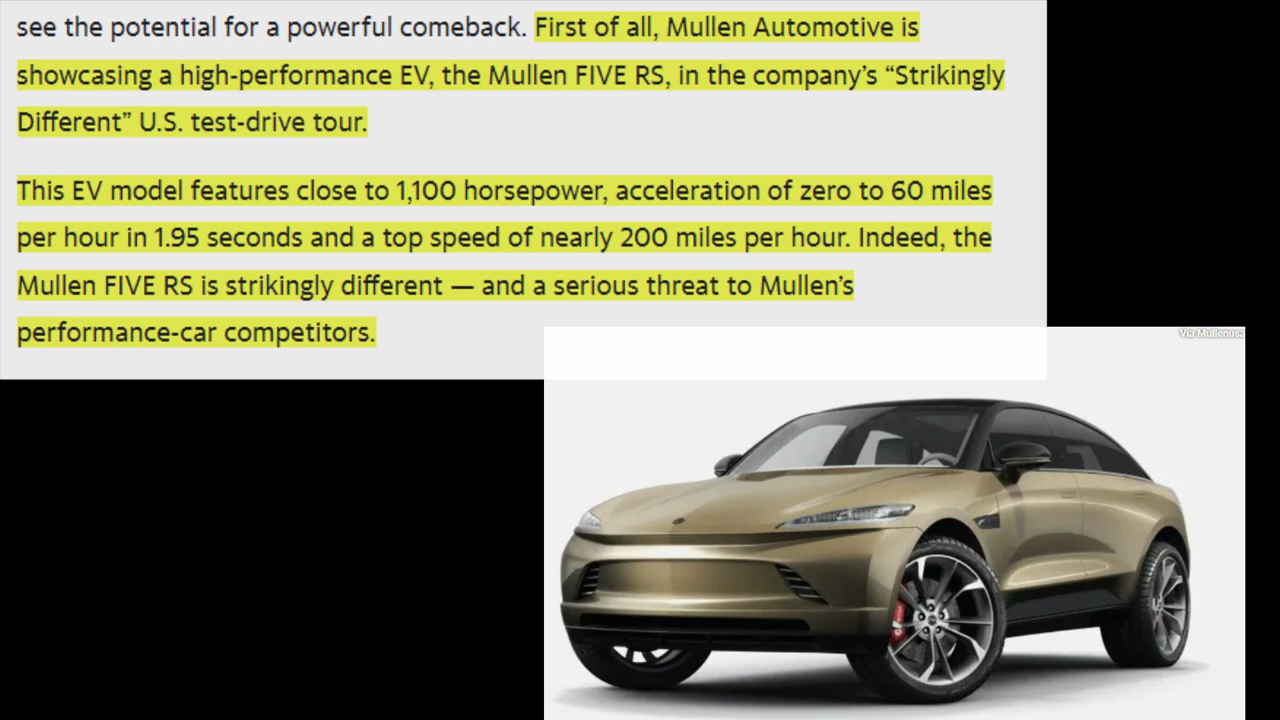 see the potential for a powerful comeback. First of all, Mullen Automotive is
showcasing a high-performance EV, the Mullen FIVE RS, in the company’s “Strikingly
Different” U.S. test-drive tour.
This EV model features close to 1,100 horsepower, acceleration of zero to 60 miles
per hour in 1.95 seconds and a top speed of nearly 200 miles per hour. Indeed, the
Mullen FIVE RS is strikingly different — and a serious threat to Mullen’s
performance-car competitors.
Via Mullenusa